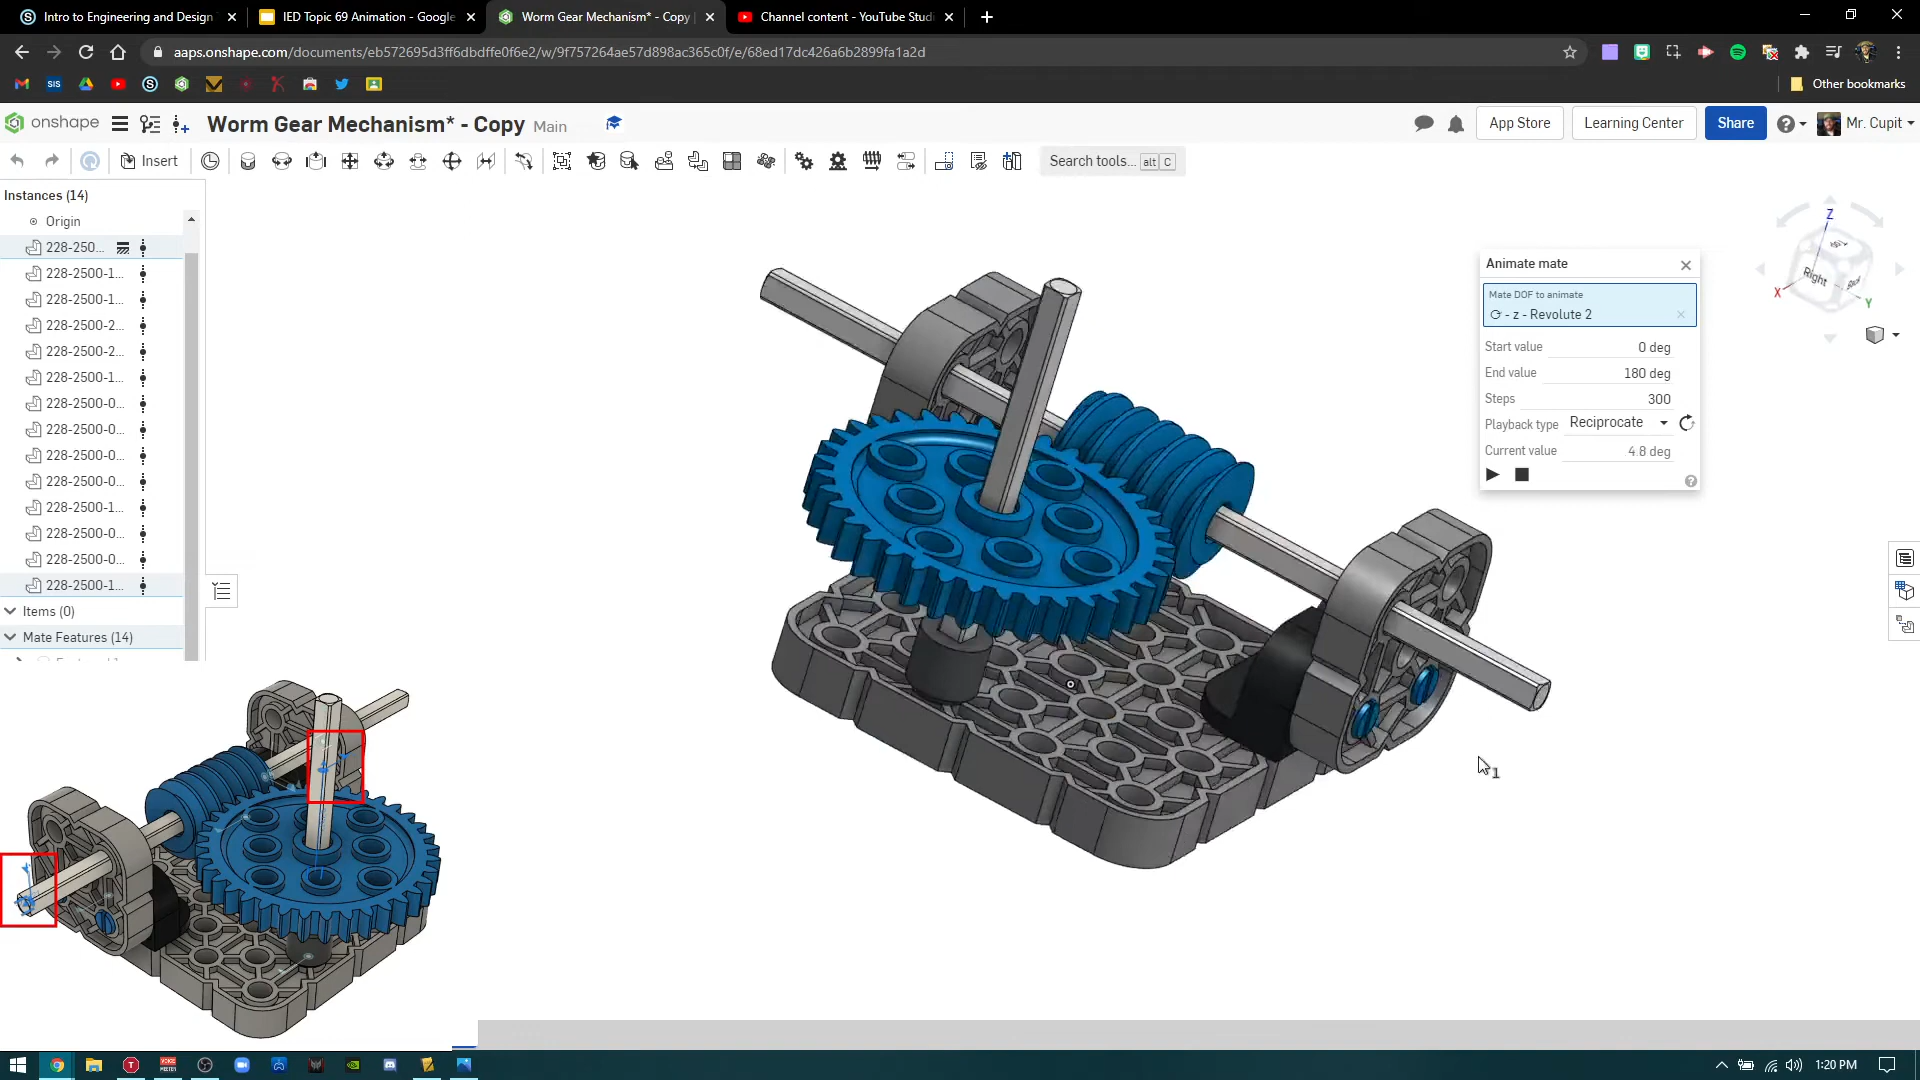 Intro to Engineering and Design
IED Topic 69 Animation - Google
Worm Gear Mechanism* - Copy
Channel content - YouTube Studi
aaps.onshape.com/documents/eb572695d3ff6dbdffe0f6e2/w/9f757264ae57d898ac365c0f/e/68ed17dc426a6b2899fa1a2d
SIS
Other bookmarks
onshape
Worm Gear Mechanism* - Copy Main
App Store
Learning Center
Share
Mr. Cupit
Insert
Search tools... alt C
Instances (14)
Origin
228-250...
228-2500-1...
228-2500-1...
228-2500-2...
228-2500-2...
228-2500-1...
228-2500-0...
228-2500-0...
228-2500-0...
228-2500-0...
228-2500-1...
228-2500-0...
228-2500-0...
228-2500-1...
Items (0)
Mate Features (14)
Animate mate
Mate DOF to animate
- z - Revolute 2
Start value 0 deg
End value 180 deg
Steps 300
Playback type Reciprocate
Current value 4.8 deg
Z
Right
Back
X
Y
1
1:20 PM